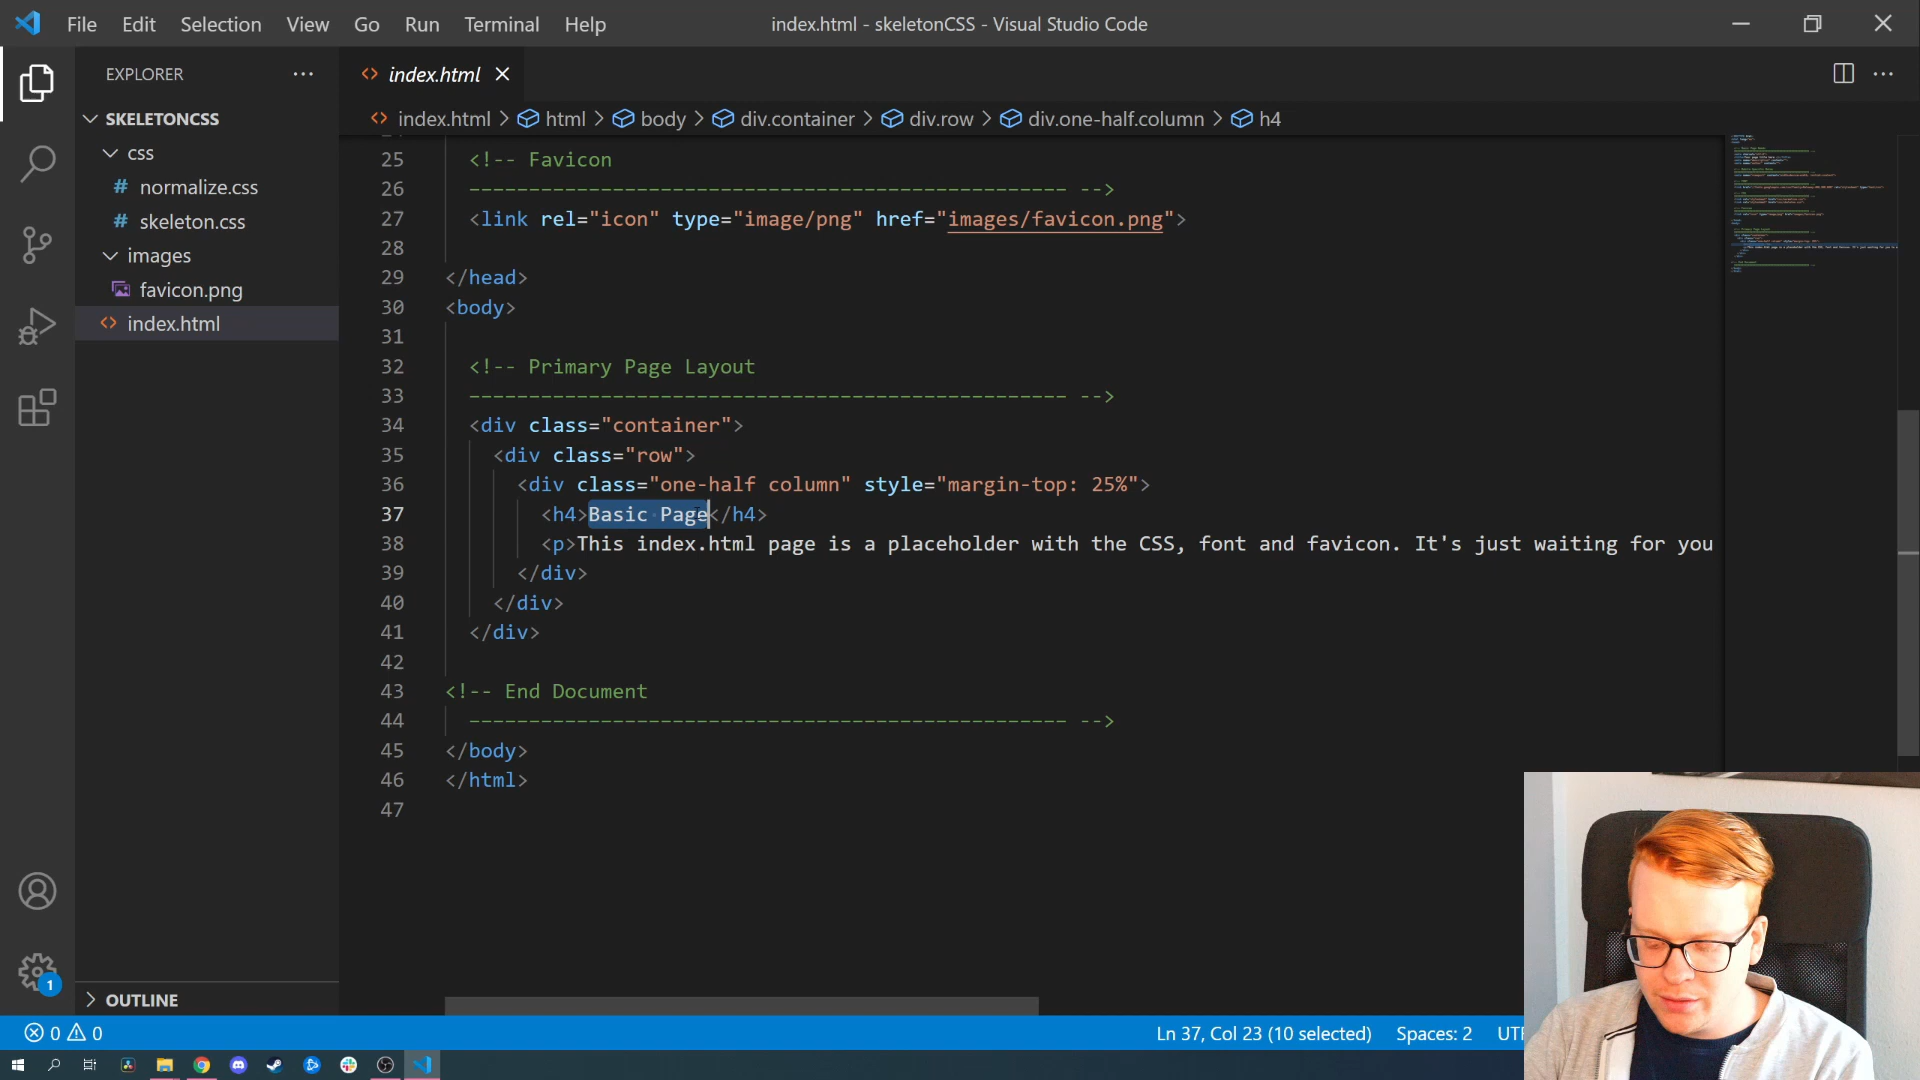 File Edit Selection View Go Run Terminal Help
index.html - skeletonCSS - Visual Studio Code
EXPLORER
index.html
SKELETONCSS
index.html > html > body > div.container > div.row > div.one-half.column > h4
css
normalize.css
skeleton.css
images
favicon.png
index.html
25 <!-- Favicon
26 –––––––––––––––––––––––––––––––––––––––––––––––––– -->
27 <link rel="icon" type="image/png" href="images/favicon.png">
28
29 </head>
30 <body>
31
32 <!-- Primary Page Layout
33 –––––––––––––––––––––––––––––––––––––––––––––––––– -->
34 <div class="container">
35 <div class="row">
36 <div class="one-half column" style="margin-top: 25%">
37 <h4>Basic Page</h4>
38 <p>This index.html page is a placeholder with the CSS, font and favicon. It's just waiting for you
39 </div>
40 </div>
41 </div>
42
43 <!-- End Document
44 –––––––––––––––––––––––––––––––––––––––––––––––––– -->
45 </body>
46 </html>
47
1
OUTLINE
0 0
Ln 37, Col 23 (10 selected) Spaces: 2 UTF